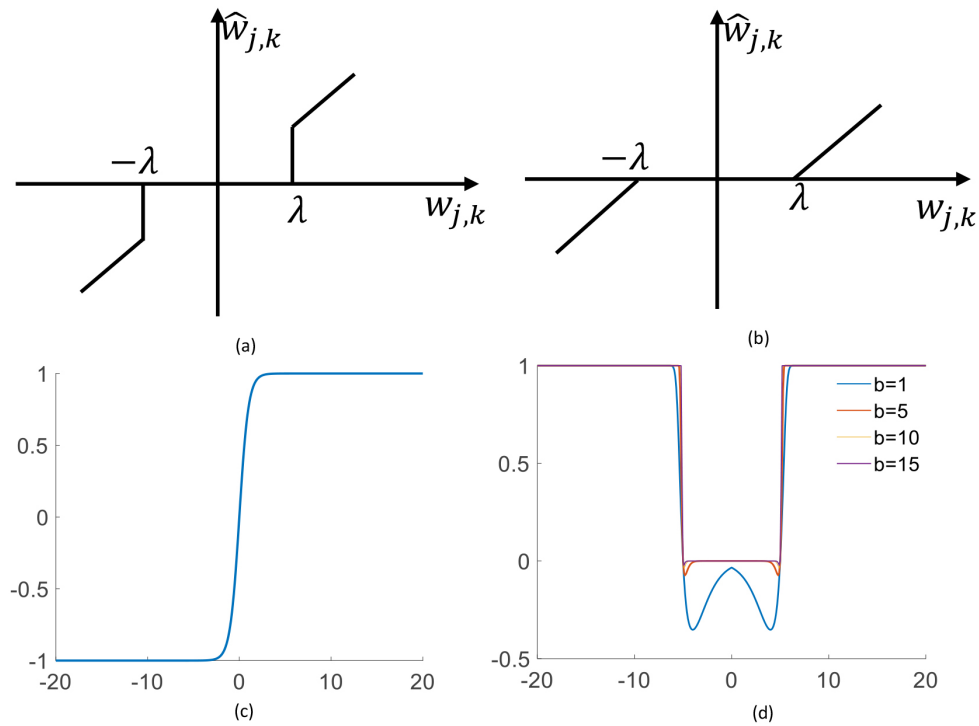 ŵ_{j,k}
−λ
λ
w_{j,k}
(a)
ŵ_{j,k}
−λ
λ
w_{j,k}
(b)
1
0.5
0
-0.5
-1
-20 -10 0 10 20
(c)
1
0.5
0
-0.5
b=1
b=5
b=10
b=15
-20 -10 0 10 20
(d)